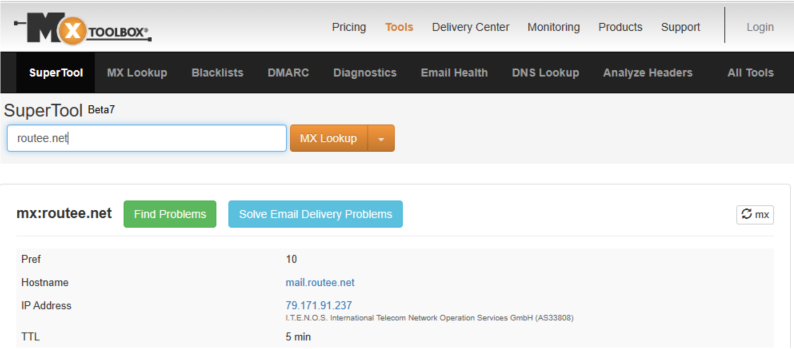 MX TOOLBOX®
Pricing Tools Delivery Center Monitoring Products Support Login
SuperTool MX Lookup Blacklists DMARC Diagnostics Email Health DNS Lookup Analyze Headers All Tools
SuperTool Beta7
routee.net MX Lookup
mx:routee.net Find Problems Solve Email Delivery Problems mx
Pref 10
Hostname mail.routee.net
IP Address 79.171.91.237
I.T.E.N.O.S. International Telecom Network Operation Services GmbH (AS33808)
TTL 5 min